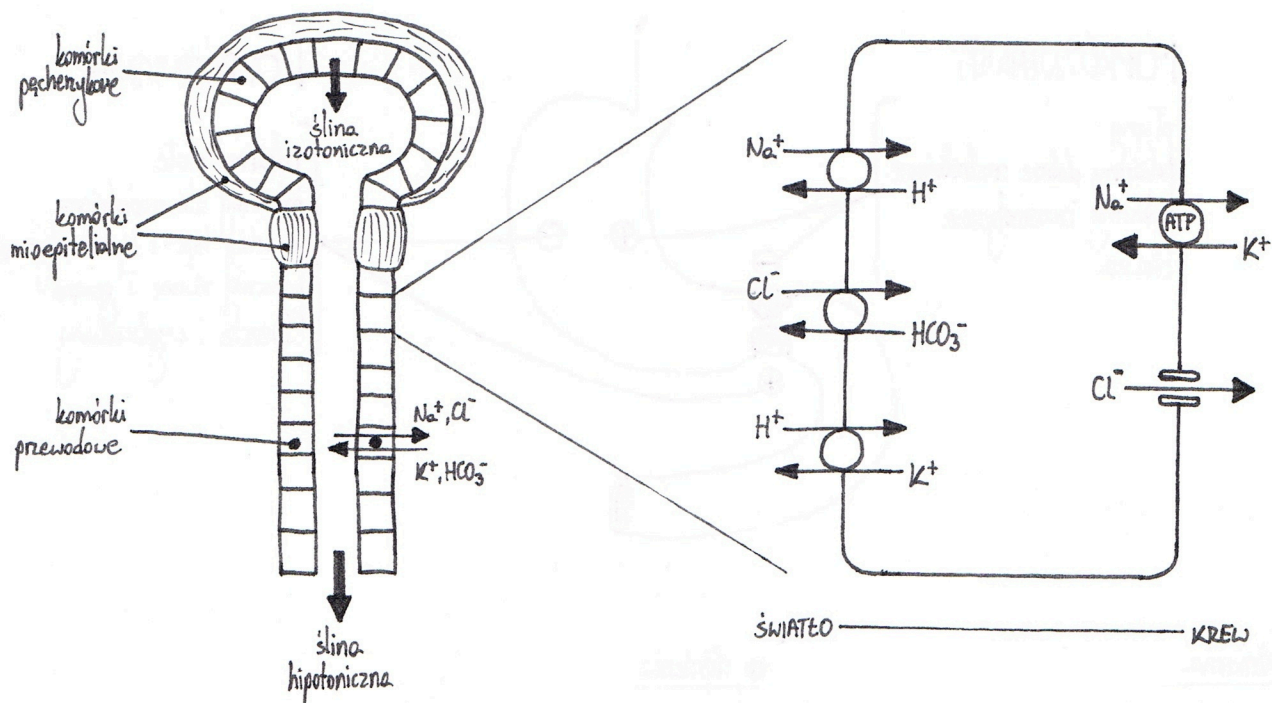 komórki
pęcherzykowe
ślina
izotoniczna
komórki
mioepitelialne
komórki
przewodowe
Na⁺, Cl⁻
K⁺, HCO₃⁻
ślina
hipotoniczna
Na⁺
H⁺
Cl⁻
HCO₃⁻
H⁺
K⁺
Na⁺
ATP
K⁺
Cl⁻
ŚWIATŁO
KREW